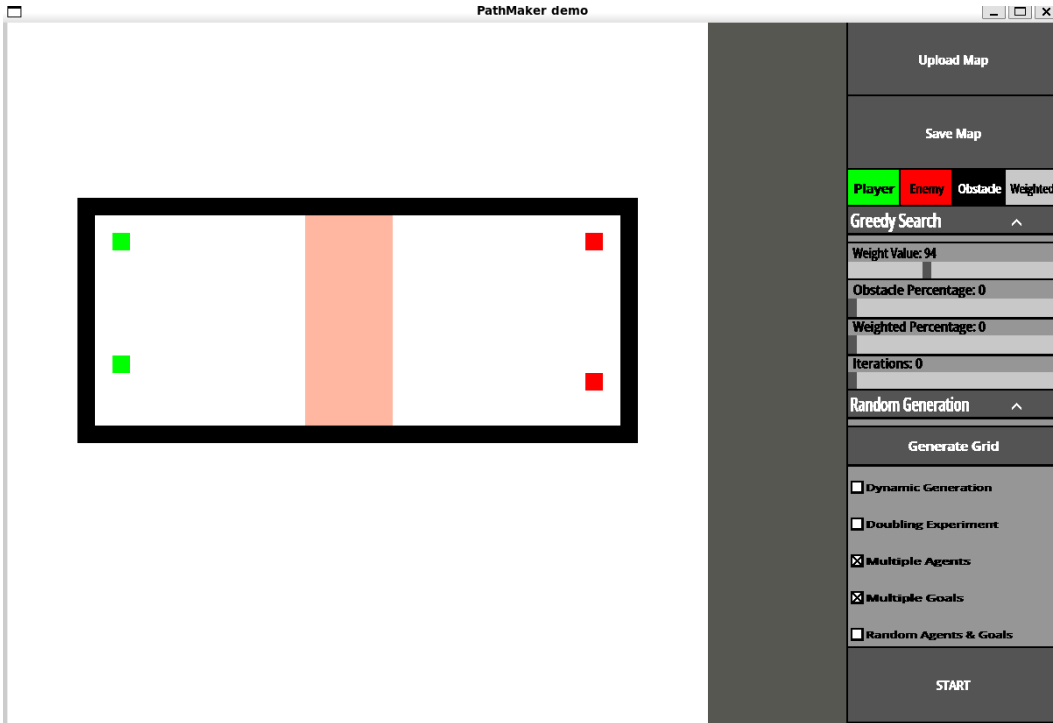 PathMaker demo
Upload Map
Save Map
Player Enemy Obstacle Weighted
Greedy Search
Weight Value: 94
Obstacle Percentage: 0
Weighted Percentage: 0
Iterations: 0
Random Generation
Generate Grid
Dynamic Generation
Doubling Experiment
Multiple Agents
Multiple Goals
Random Agents & Goals
START